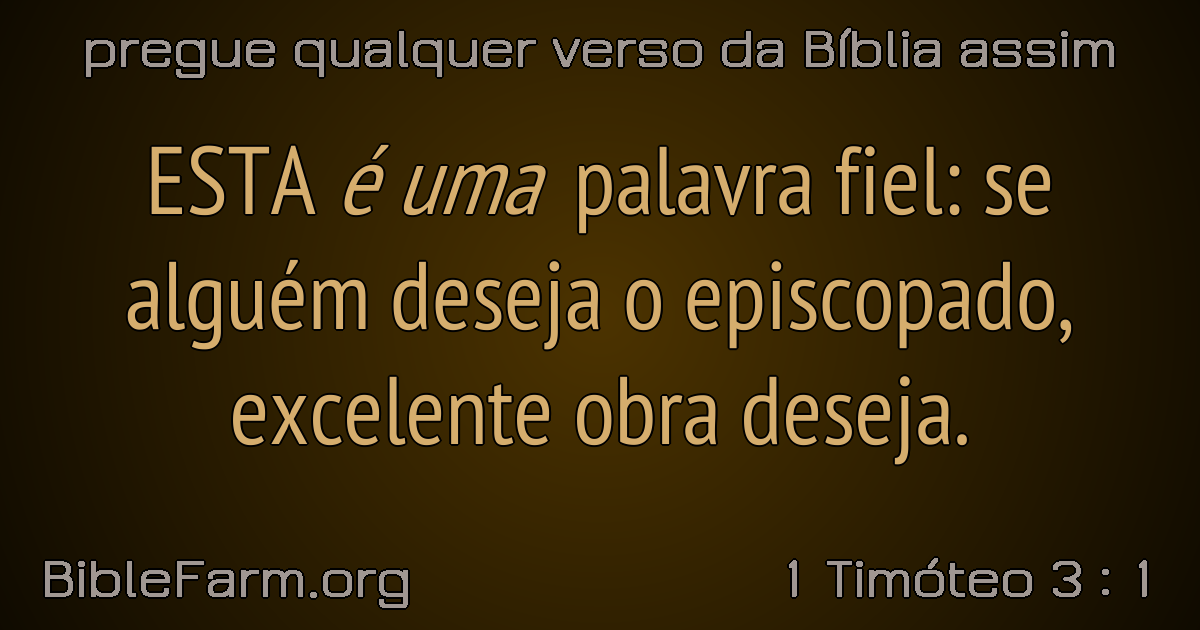 pregue qualquer verso da Bíblia assim
ESTA é uma palavra fiel: se
alguém deseja o episcopado,
excelente obra deseja.
BibleFarm.org
1 Timóteo 3 : 1